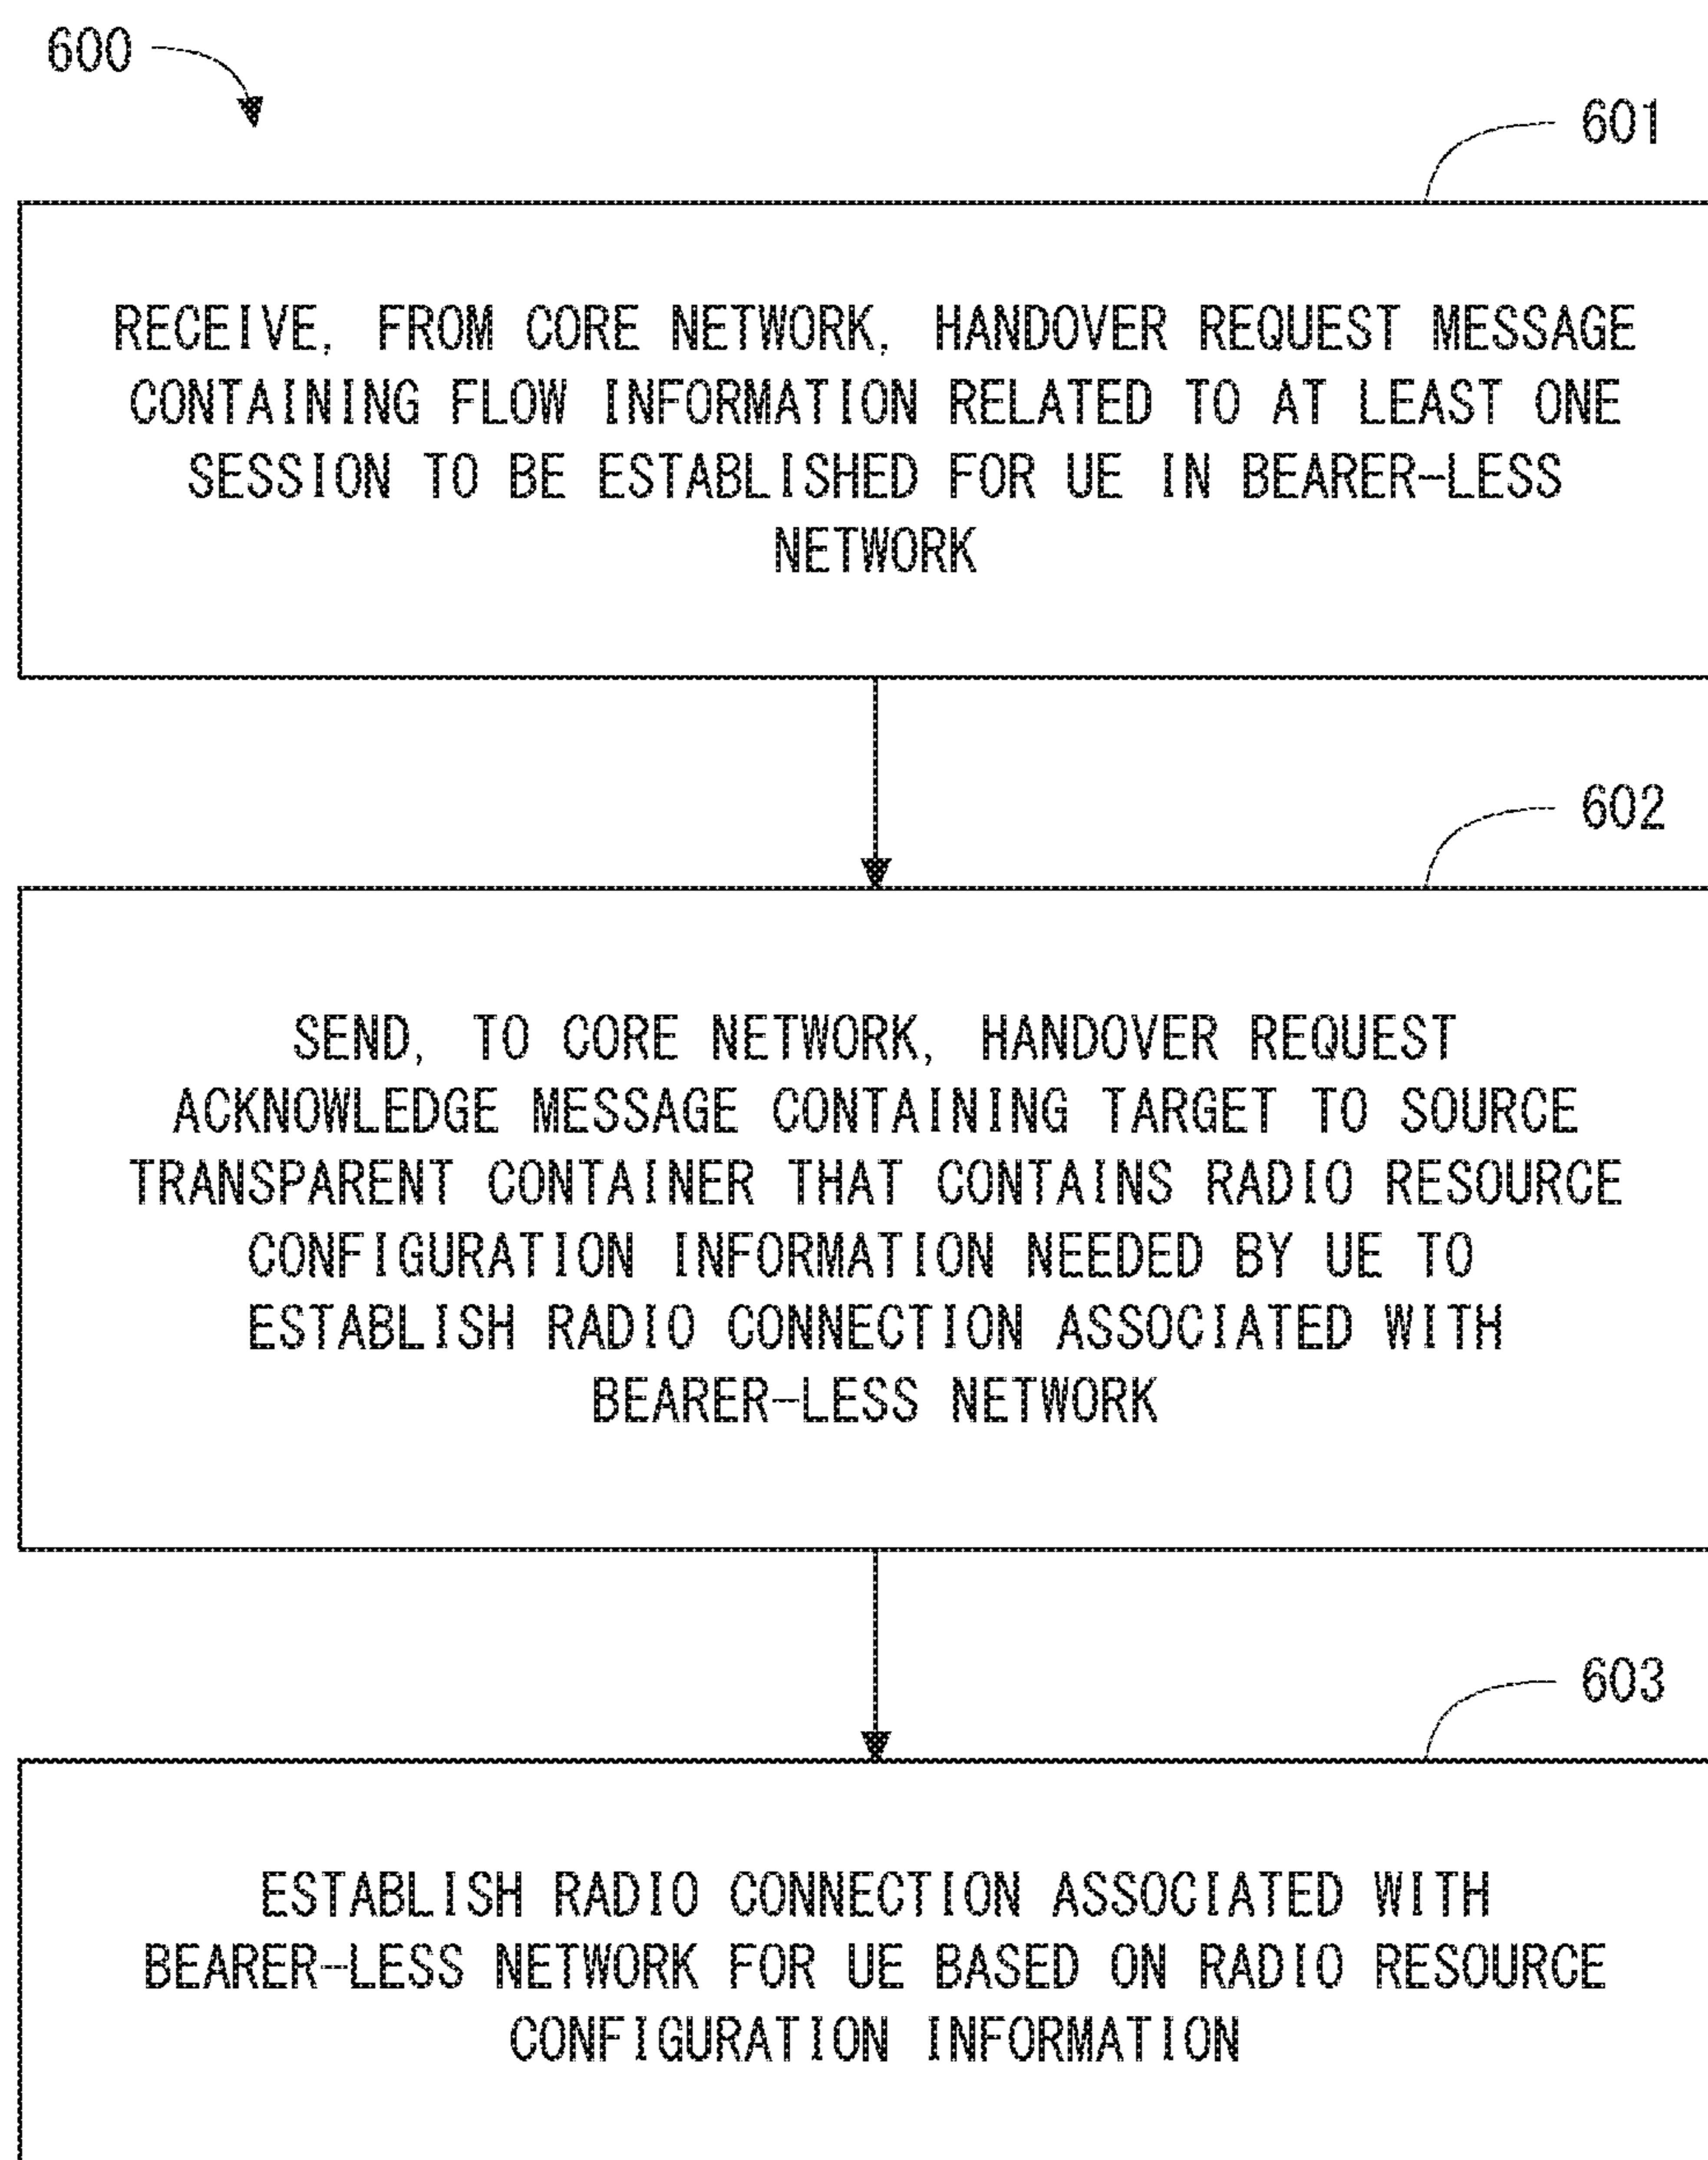 600
601
RECEIVE, FROM CORE NETWORK, HANDOVER REQUEST MESSAGE
CONTAINING FLOW INFORMATION RELATED TO AT LEAST ONE
SESSION TO BE ESTABLISHED FOR UE IN BEARER-LESS
NETWORK
602
SEND, TO CORE NETWORK, HANDOVER REQUEST
ACKNOWLEDGE MESSAGE CONTAINING TARGET TO SOURCE
TRANSPARENT CONTAINER THAT CONTAINS RADIO RESOURCE
CONFIGURATION INFORMATION NEEDED BY UE TO
ESTABLISH RADIO CONNECTION ASSOCIATED WITH
BEARER-LESS NETWORK
603
ESTABLISH RADIO CONNECTION ASSOCIATED WITH
BEARER-LESS NETWORK FOR UE BASED ON RADIO RESOURCE
CONFIGURATION INFORMATION